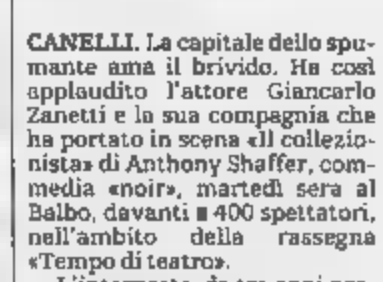 CANELLI. La capitale dello spu-
mante ama il brivido. Ha così
applaudito l'attore Giancarlo
Zanetti e la sua compagnia che
ha portato in scena «Il collezio-
nista» di Anthony Shaffer, com-
media «noir», martedì sera al
Balbo, davanti a 400 spettatori,
nell'ambito della rassegna
«Tempo di teatro».